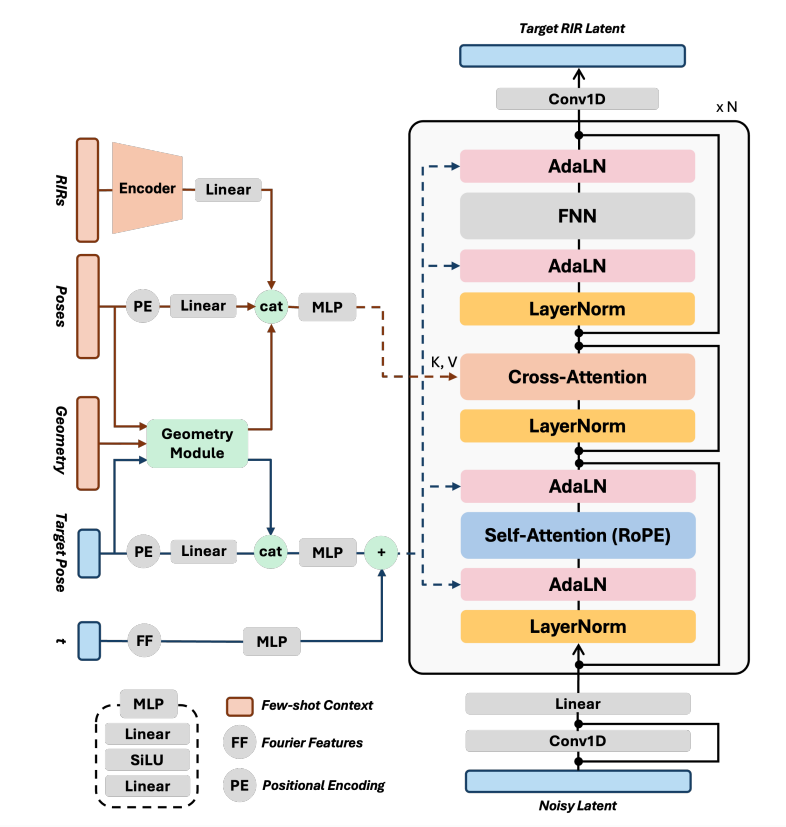 Target RIR Latent
Conv1D
x N
AdaLN
FNN
AdaLN
LayerNorm
K, V
Cross-Attention
LayerNorm
AdaLN
Self-Attention (RoPE)
AdaLN
LayerNorm
Linear
Conv1D
Noisy Latent
RIRs
Encoder
Linear
Poses
PE
Linear
cat
MLP
Geometry
Geometry
Module
Target Pose
PE
Linear
cat
MLP
+
t
FF
MLP
MLP
Linear
SiLU
Linear
Few-shot Context
FF
Fourier Features
PE
Positional Encoding